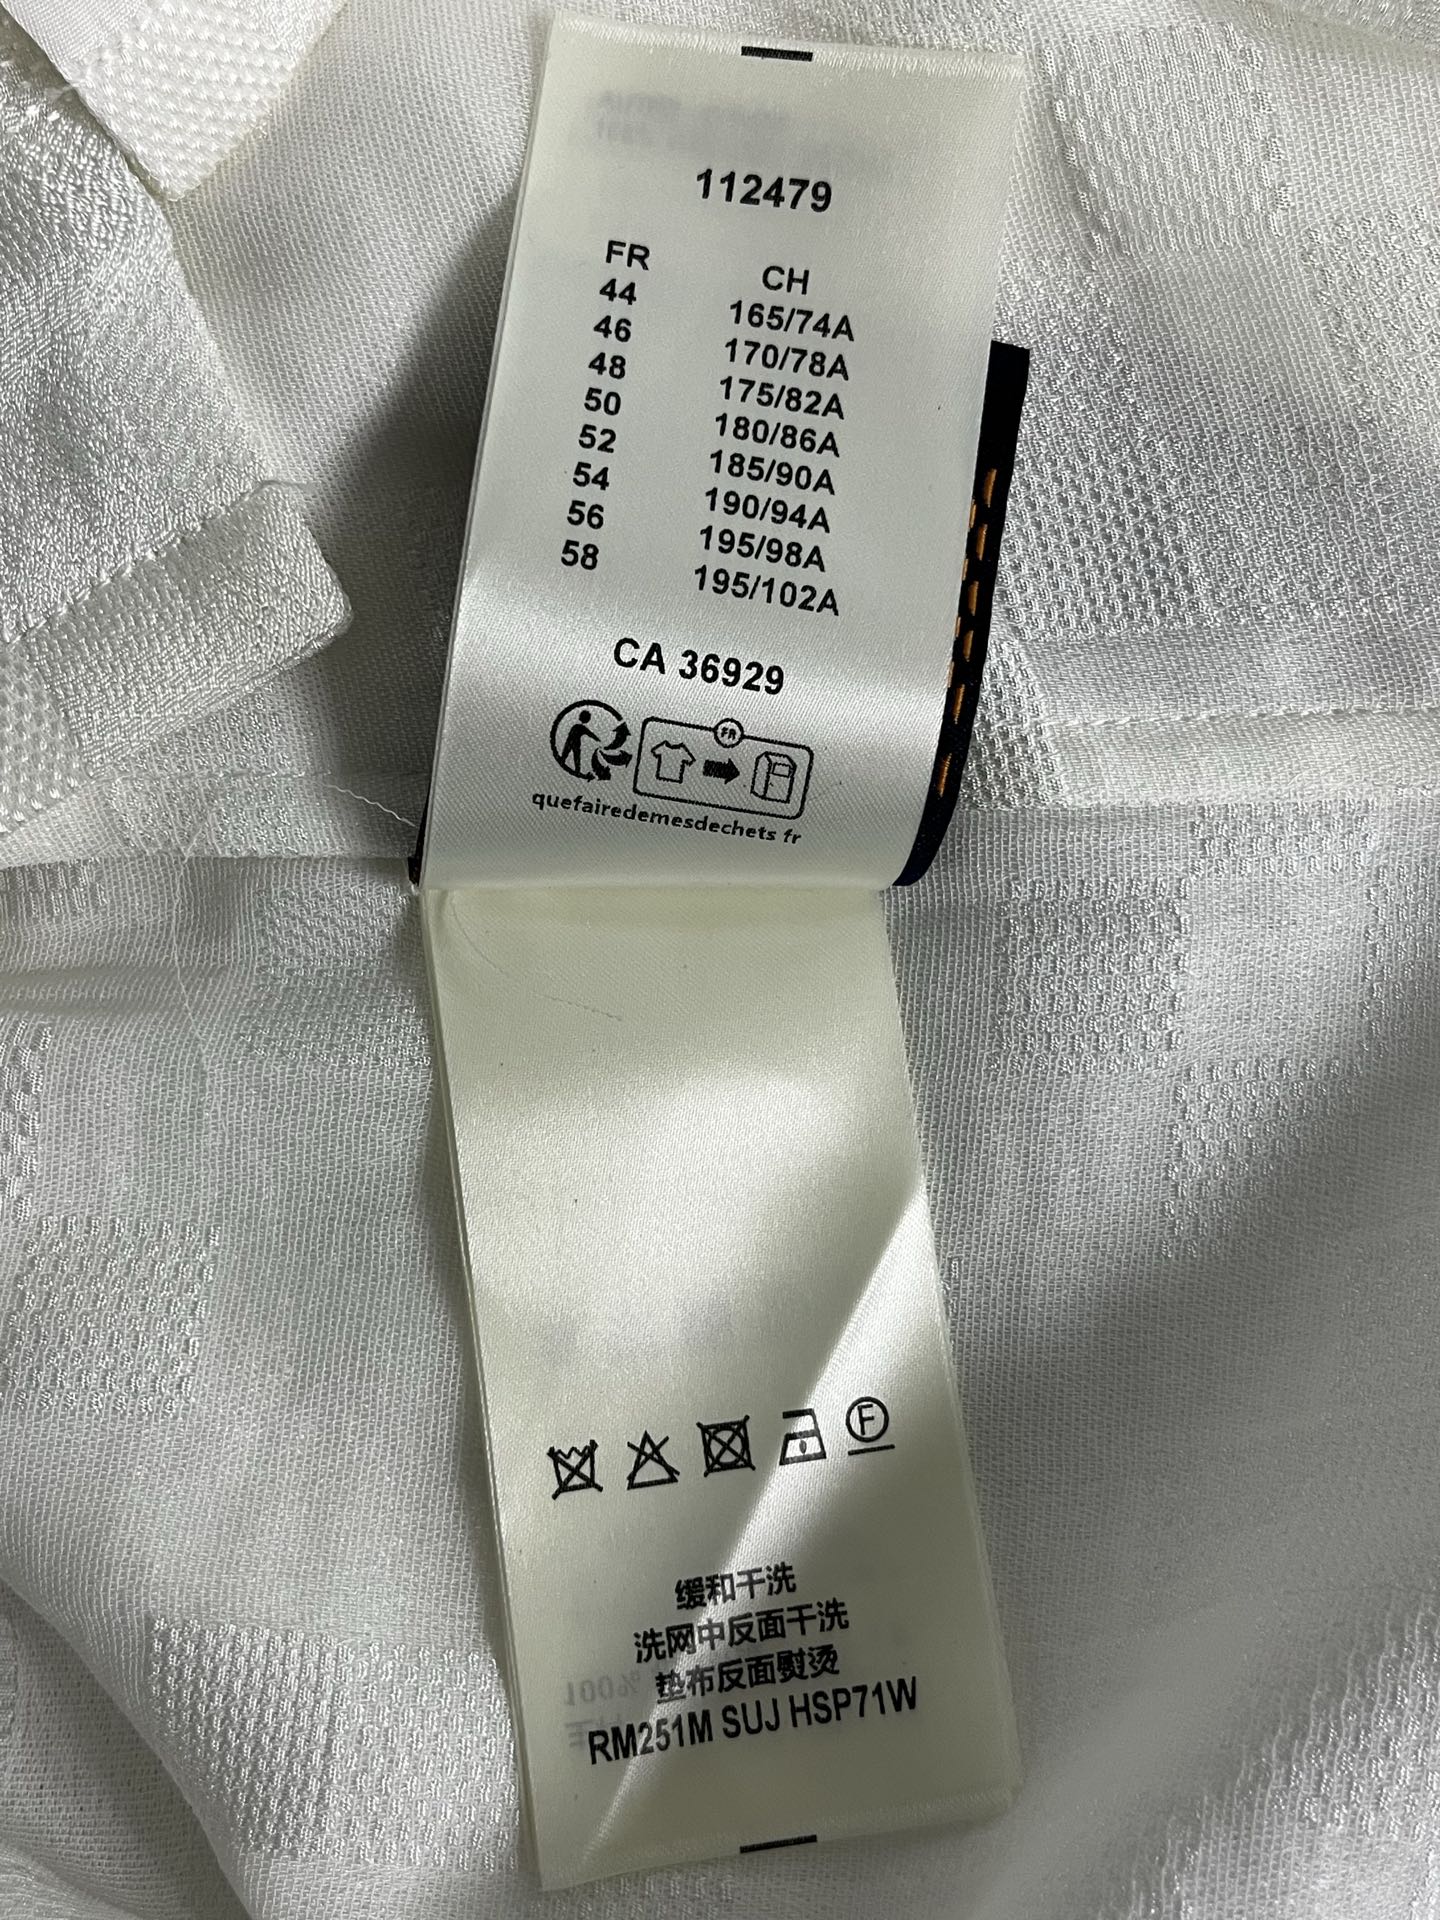 112479
FR CH
44 165/74A
46 170/78A
48 175/82A
50 180/86A
52 185/90A
54 190/94A
56 195/98A
58 195/102A
CA 36929
FR
quefairedemesdechets fr
F
缓和干洗
洗网中反面干洗
垫布反面熨烫
100%
RM251M SUJ HSP71W